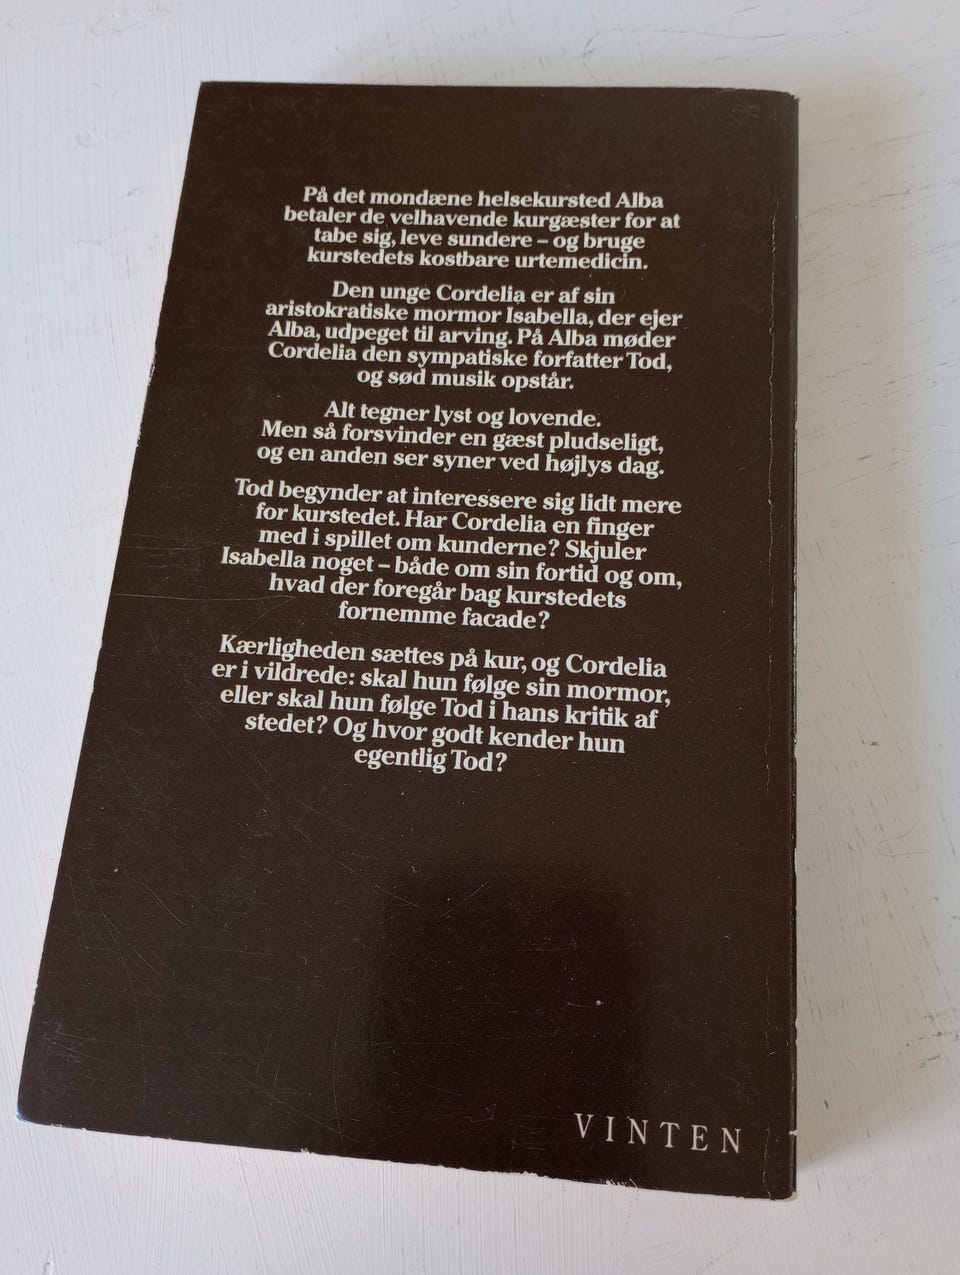 På det mondæne helsekursted Alba
betaler de velhavende kurgæster for at
tabe sig, leve sundere – og bruge
kurstedets kostbare urtemedicin.
Den unge Cordelia er af sin
aristokratiske mormor Isabella, der ejer
Alba, udpeget til arving. På Alba møder
Cordelia den sympatiske forfatter Tod,
og sød musik opstår.
Alt tegner lyst og lovende.
Men så forsvinder en gæst pludseligt,
og en anden ser syner ved højlys dag.
Tod begynder at interessere sig lidt mere
for kurstedet. Har Cordelia en finger
med i spillet om kunderne? Skjuler
Isabella noget – både om sin fortid og om,
hvad der foregår bag kurstedets
fornemme facade?
Kærligheden sættes på kur, og Cordelia
er i vildrede: skal hun følge sin mormor,
eller skal hun følge Tod i hans kritik af
stedet? Og hvor godt kender hun
egentlig Tod?
VINTEN